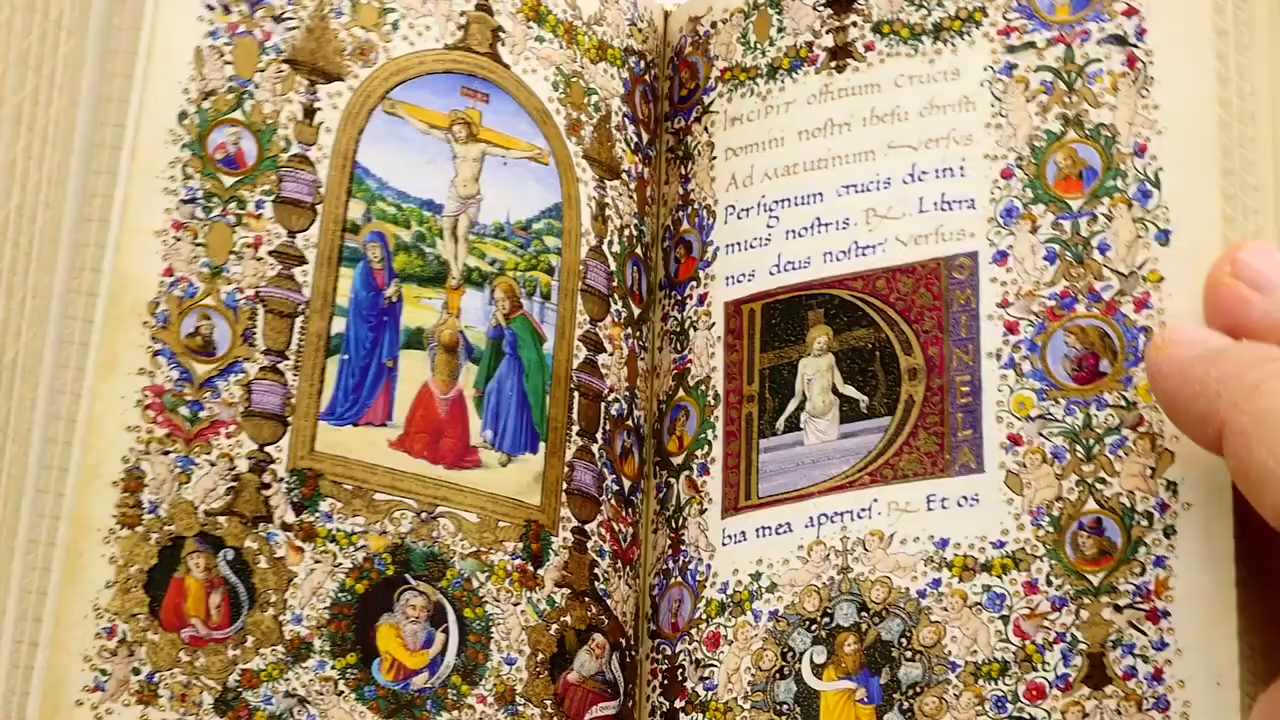 INCIPIT offitium Crucis
Domini nostri ihesu christi
Ad Matutinum. Versus.
Per signum crucis de ini
micis nostris. R. Libera
nos deus noster. Versus.
D
OMINE LA
bia mea aperies. R. Et os